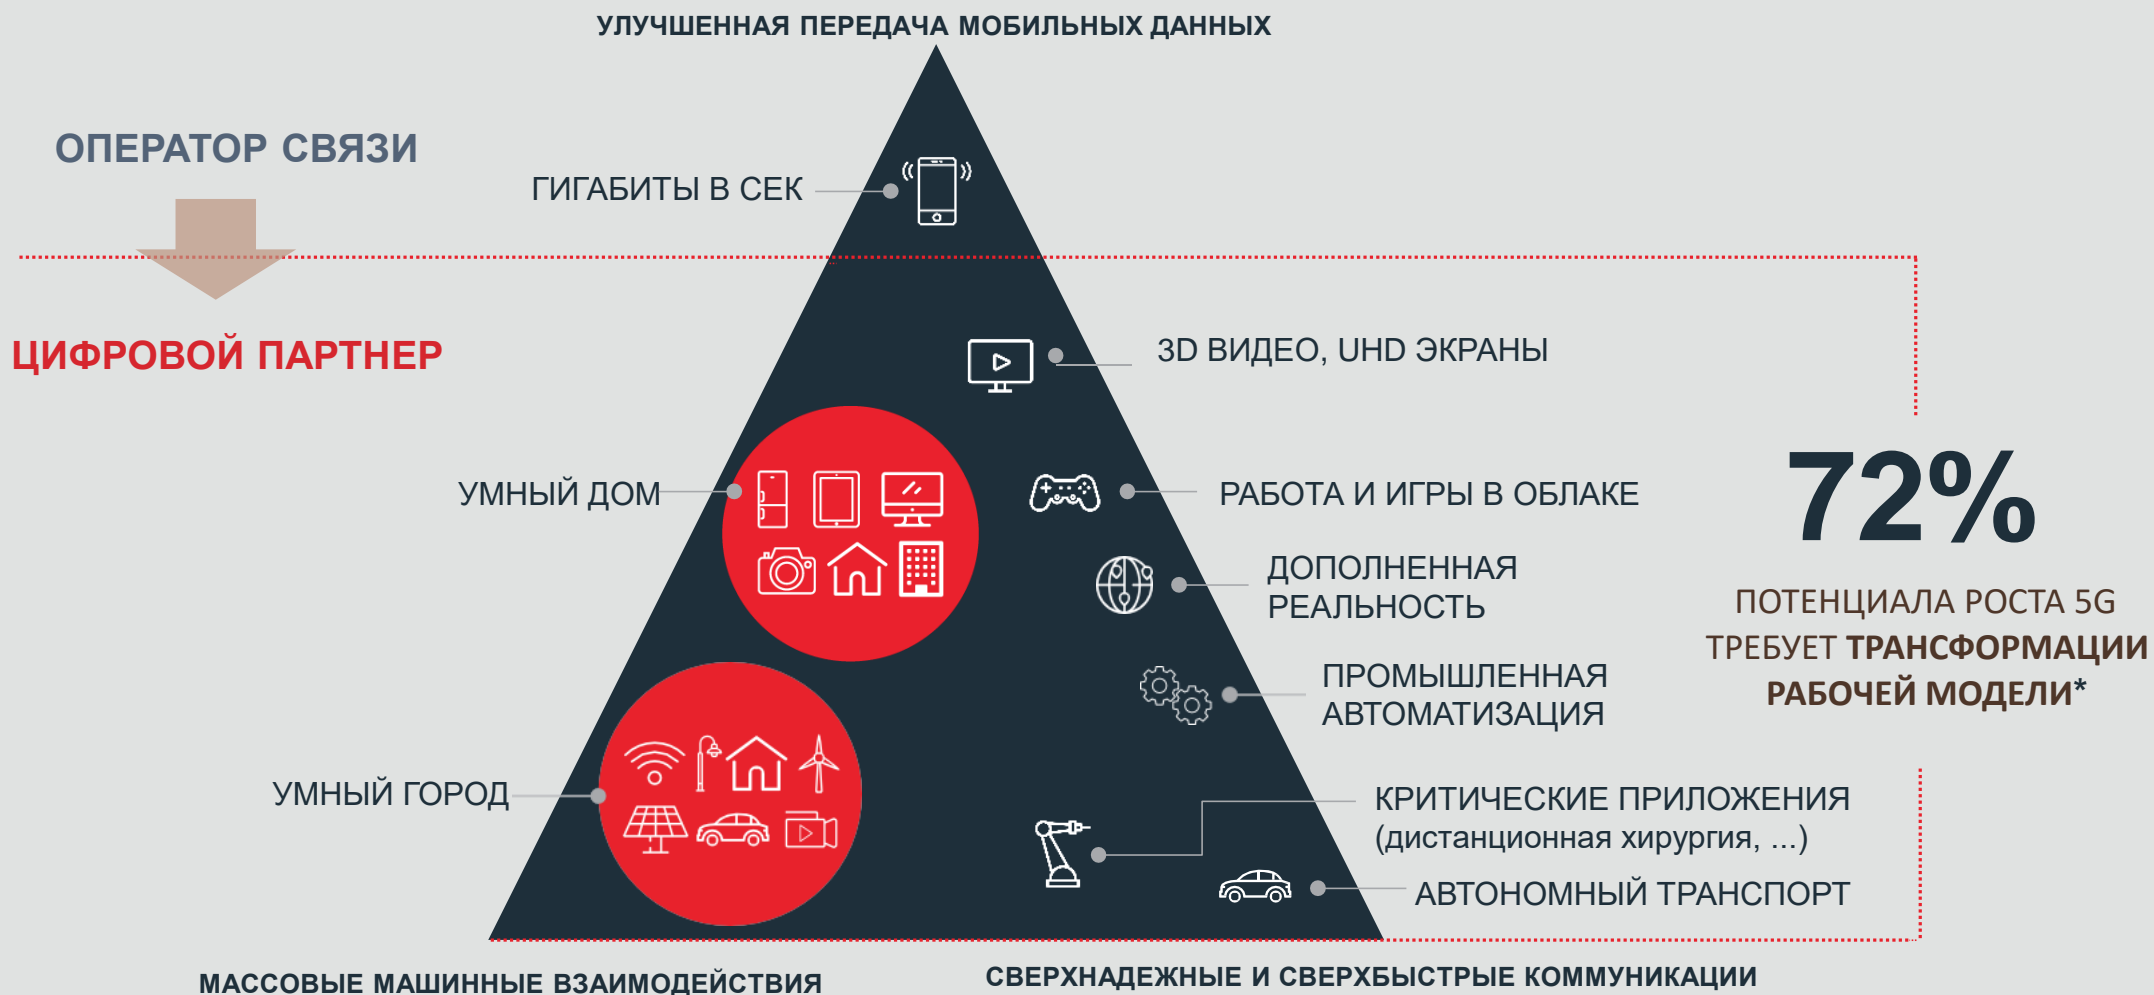 УЛУЧШЕННАЯ ПЕРЕДАЧА МОБИЛЬНЫХ ДАННЫХ
ОПЕРАТОР СВЯЗИ
ГИГАБИТЫ В СЕК
ЦИФРОВОЙ ПАРТНЕР
3D ВИДЕО, UHD ЭКРАНЫ
УМНЫЙ ДОМ
РАБОТА И ИГРЫ В ОБЛАКЕ
ДОПОЛНЕННАЯ
РЕАЛЬНОСТЬ
72%
ПОТЕНЦИАЛА РОСТА 5G
ТРЕБУЕТ ТРАНСФОРМАЦИИ
РАБОЧЕЙ МОДЕЛИ*
ПРОМЫШЛЕННАЯ
АВТОМАТИЗАЦИЯ
УМНЫЙ ГОРОД
КРИТИЧЕСКИЕ ПРИЛОЖЕНИЯ
(дистанционная хирургия, ...)
АВТОНОМНЫЙ ТРАНСПОРТ
МАССОВЫЕ МАШИННЫЕ ВЗАИМОДЕЙСТВИЯ
СВЕРХНАДЕЖНЫЕ И СВЕРХБЫСТРЫЕ КОММУНИКАЦИИ